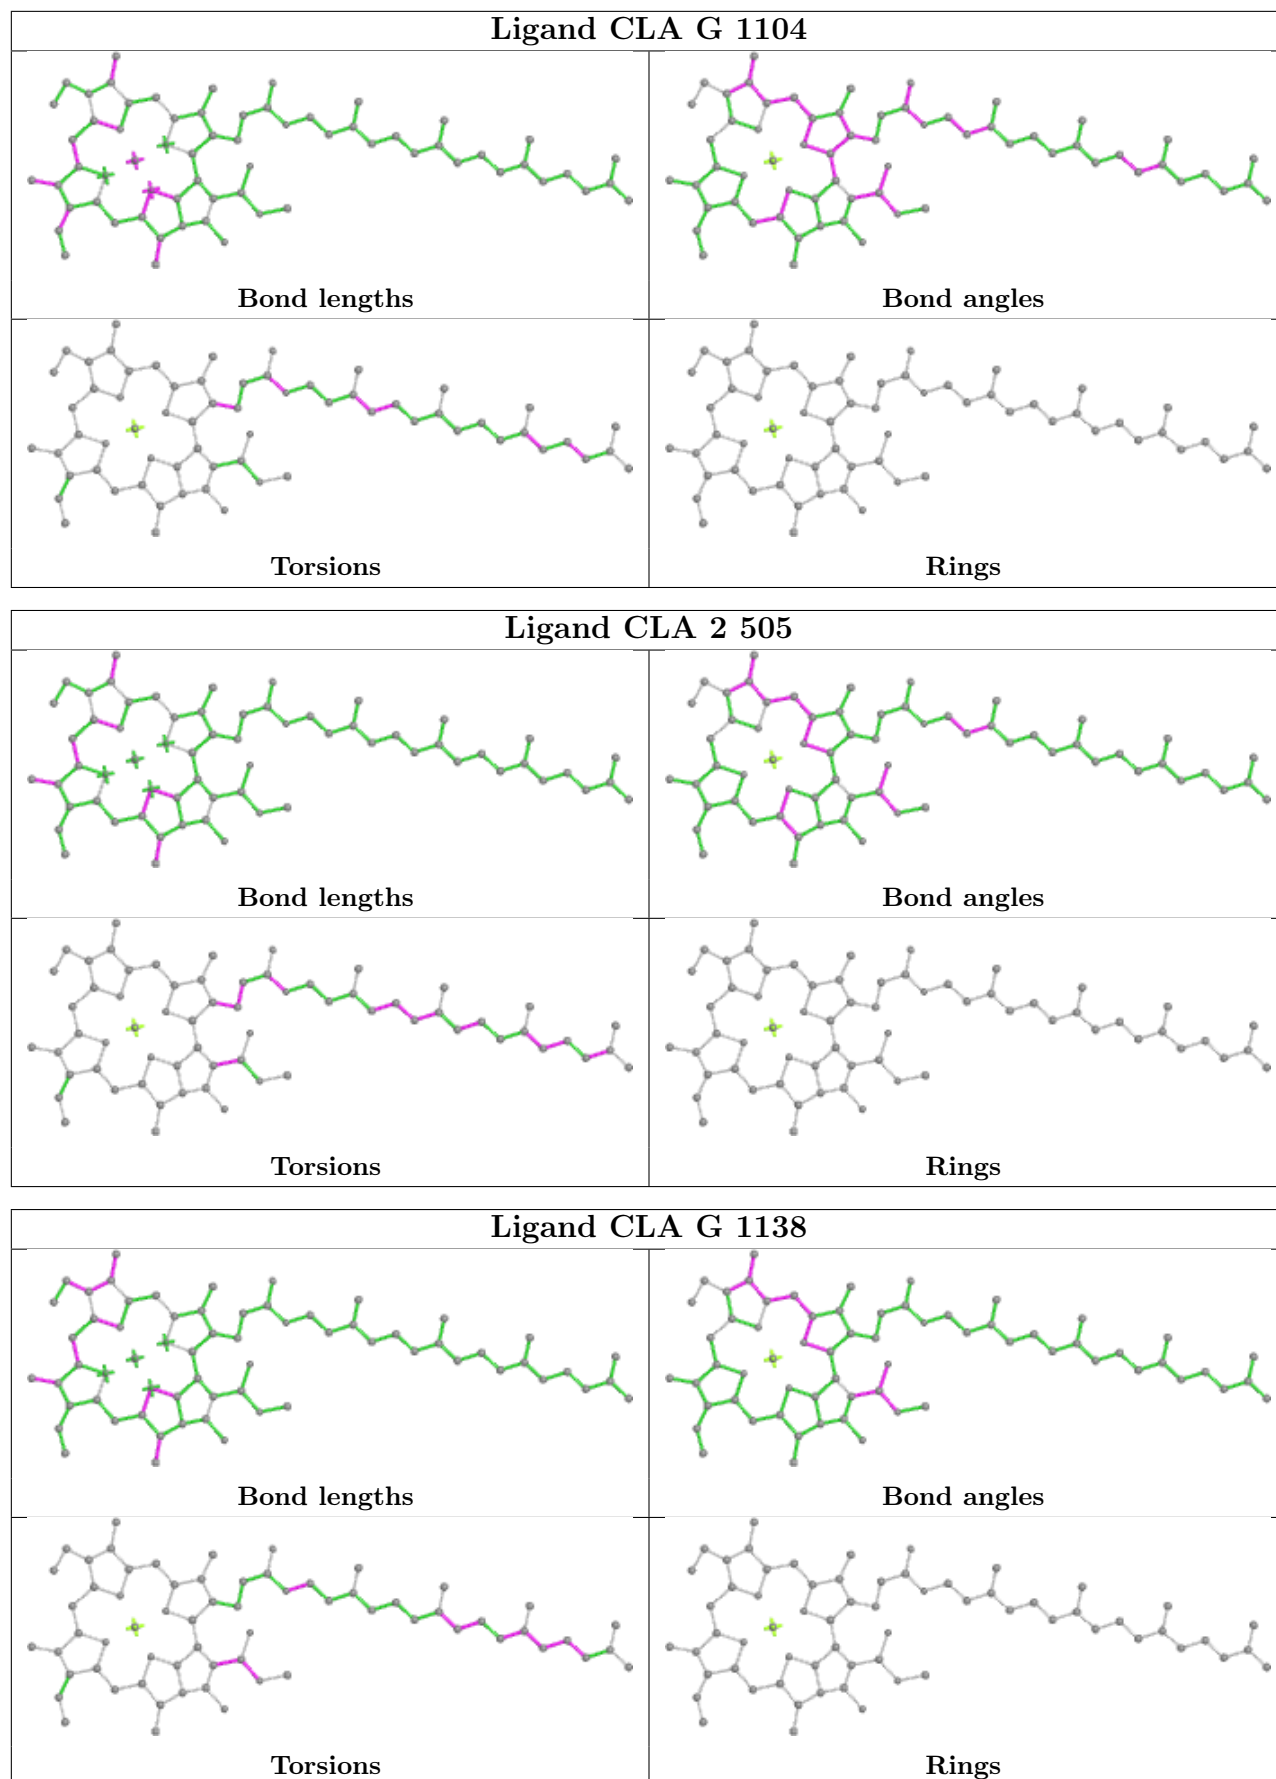 Ligand CLA G 1104
Bond lengths
Bond angles
Torsions
Rings
Ligand CLA 2 505
Bond lengths
Bond angles
Torsions
Rings
Ligand CLA G 1138
Bond lengths
Bond angles
Torsions
Rings